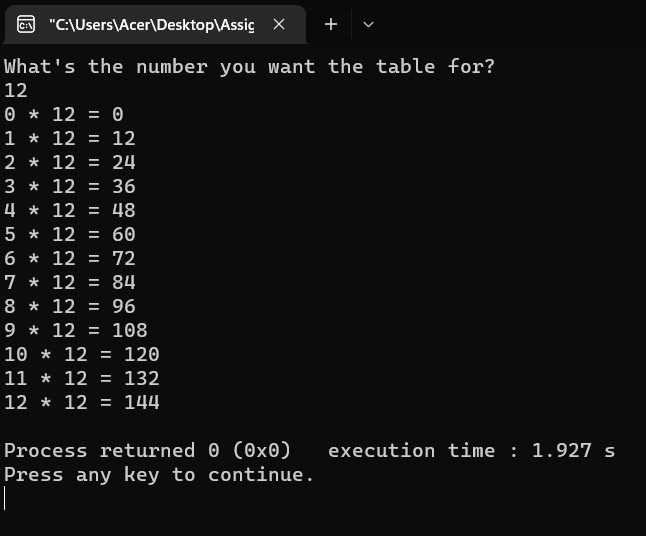 "C:\Users\Acer\Desktop\Assig
What's the number you want the table for?
12
0 * 12 = 0
1 * 12 = 12
2 * 12 = 24
3 * 12 = 36
4 * 12 = 48
5 * 12 = 60
6 * 12 = 72
7 * 12 = 84
8 * 12 = 96
9 * 12 = 108
10 * 12 = 120
11 * 12 = 132
12 * 12 = 144
Process returned 0 (0x0)   execution time : 1.927 s
Press any key to continue.